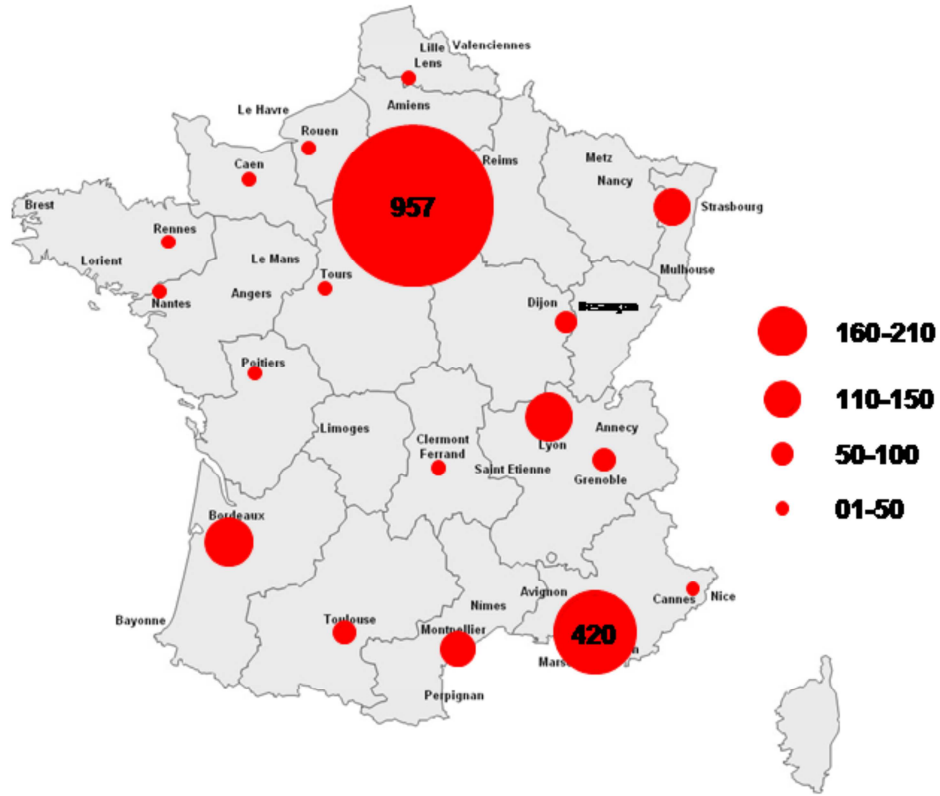 Lille
Valenciennes
Lens
Amiens
Le Havre
Rouen
Caen
Reims
Metz
Nancy
957
Strasbourg
Brest
Rennes
Lorient
Le Mans
Mulhouse
Tours
Nantes
Angers
Dijon
Poitiers
160-210
110-150
Limoges
Annecy
Clermont
Ferrand
Lyon
50-100
Saint Etienne
Grenoble
01-50
Bordeaux
Avignon
Cannes
Nice
Nimes
Bayonne
Toulouse
Montpellier
420
Perpignan